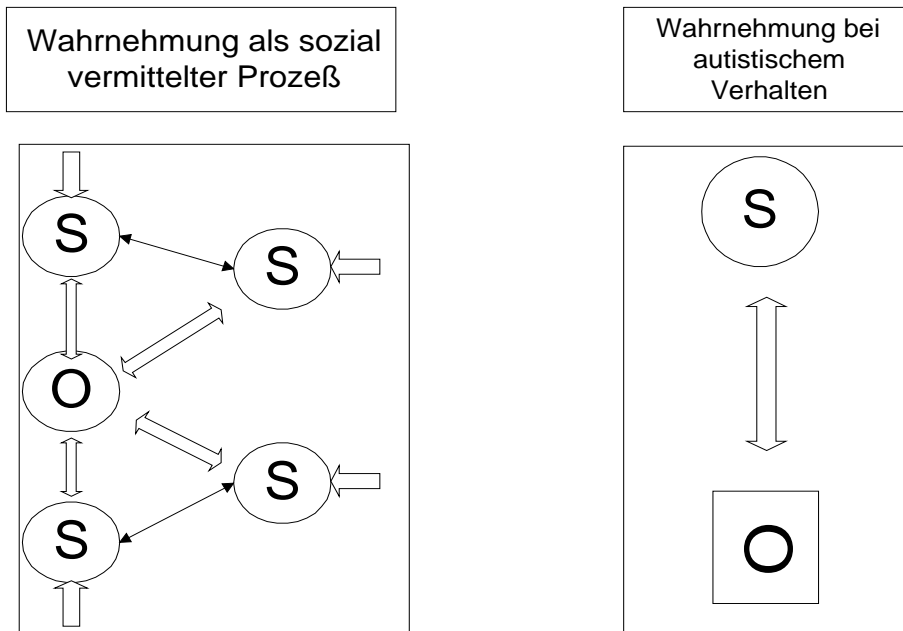 Wahrnehmung als sozial
vermittelter Prozeß
Wahrnehmung bei
autistischem
Verhalten
S
S
O
S
S
S
O